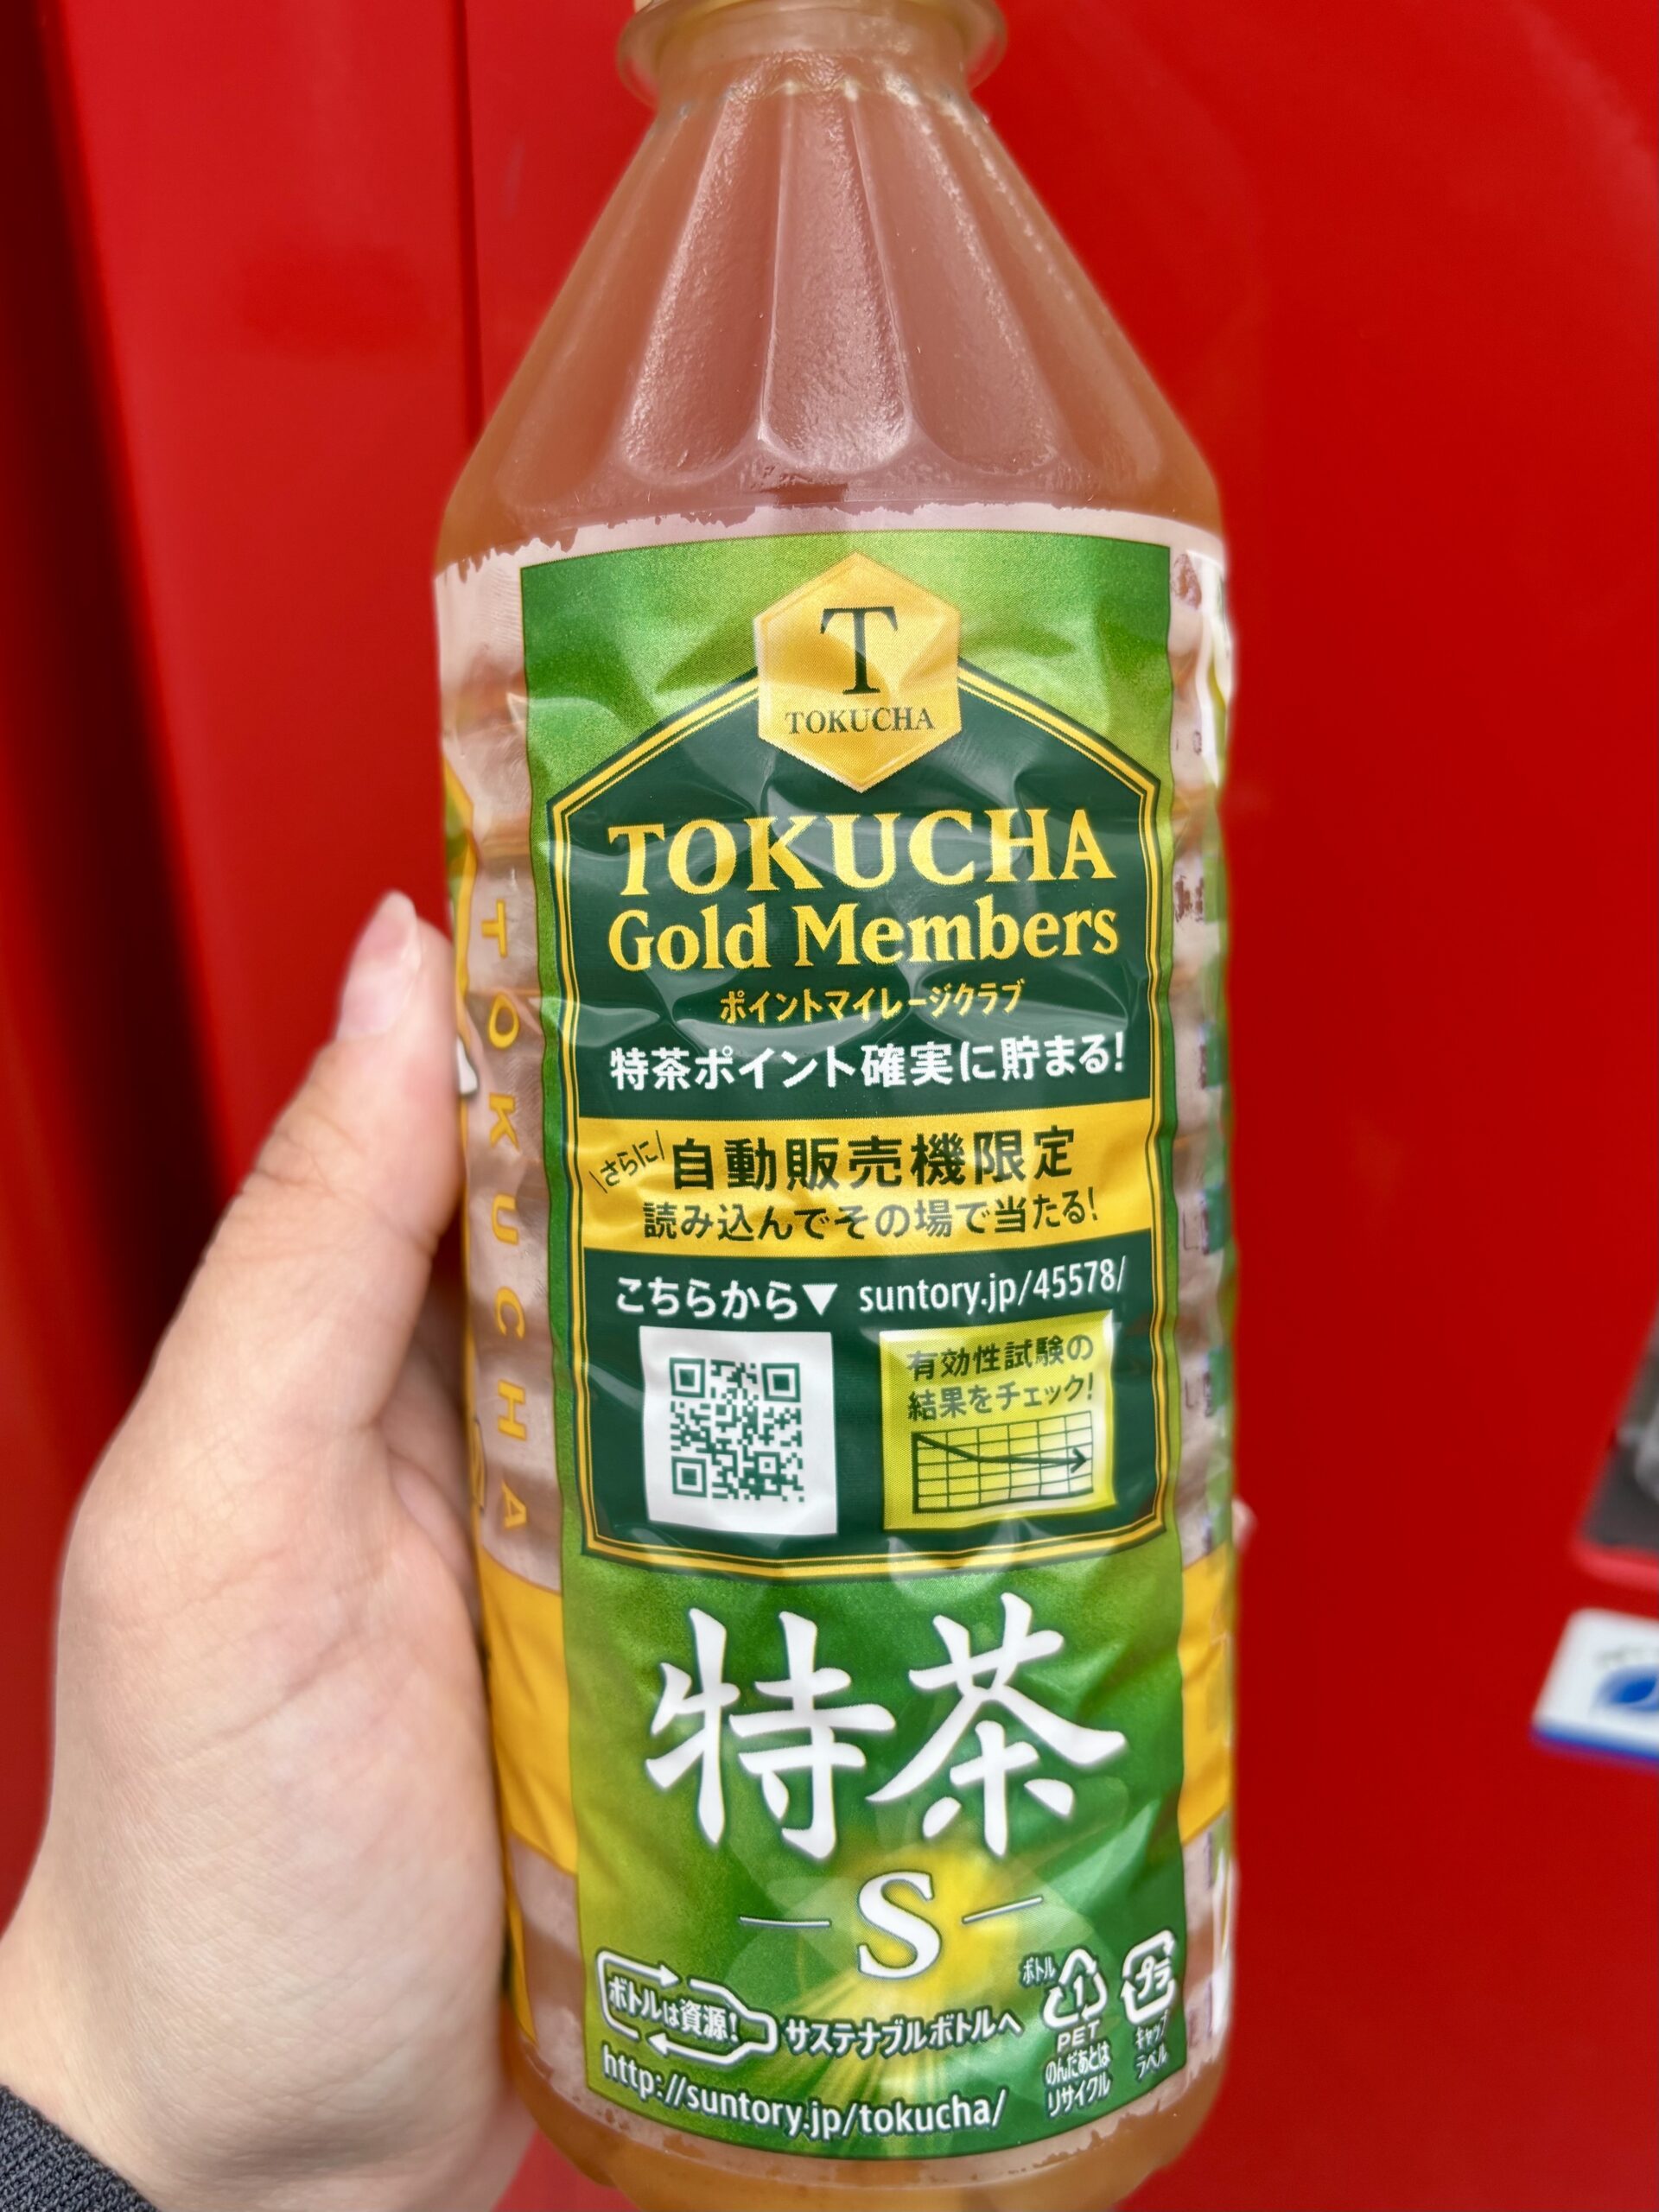 T
TOKUCHA
TOKUCHA
Gold Members
ポイントマイレージクラブ
特茶ポイント確実に貯まる!
\さらに/ 自動販売機限定
読み込んでその場で当たる!
こちらから▼ suntory.jp/45578/
有効性試験の
結果をチェック!
TOKUCHA
特茶
S
ボトルは資源! サステナブルボトルへ
http://suntory.jp/tokucha/
ボトル
1
PET
のんだあとは
リサイクル
プラ
キャップ
ラベル